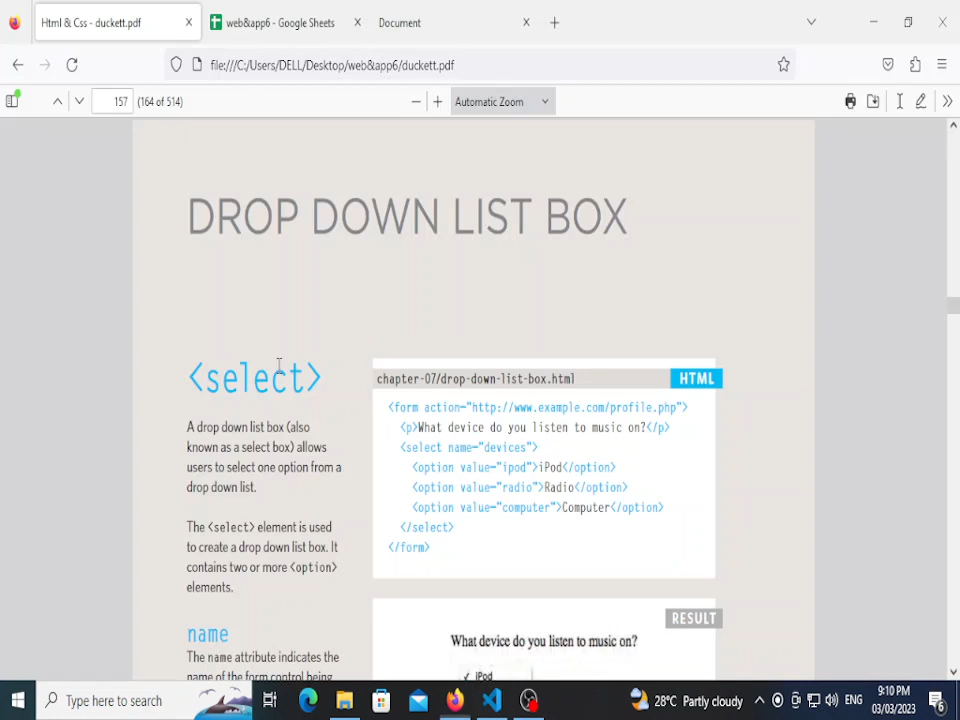 Html & Css - duckett.pdf
web&app6 - Google Sheets
Document
file:///C:/Users/DELL/Desktop/web&app6/duckett.pdf
157 (164 of 514)
Automatic Zoom
DROP DOWN LIST BOX
<select>
A drop down list box (also
known as a select box) allows
users to select one option from a
drop down list.
The <select> element is used
to create a drop down list box. It
contains two or more <option>
elements.
name
The name attribute indicates the
name of the form control being
chapter-07/drop-down-list-box.html HTML
<form action="http://www.example.com/profile.php">
<p>What device do you listen to music on?</p>
<select name="devices">
<option value="ipod">iPod</option>
<option value="radio">Radio</option>
<option value="computer">Computer</option>
</select>
</form>
RESULT
What device do you listen to music on?
✓ iPod
Type here to search
28°C Partly cloudy
ENG
9:10 PM
03/03/2023
6